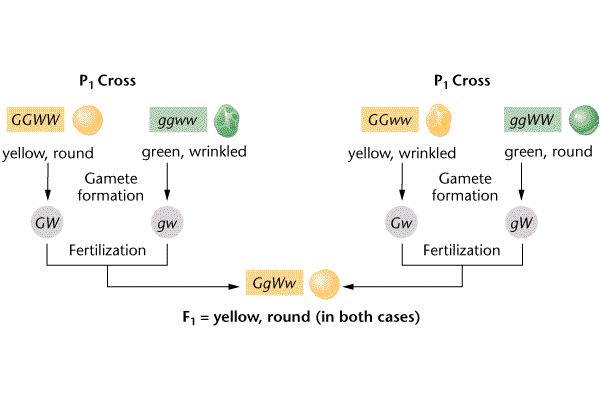 P1 Cross
GGWW
ggww
yellow, round
green, wrinkled
Gamete
formation
GW
gw
Fertilization
P1 Cross
GGww
ggWW
yellow, wrinkled
green, round
Gamete
formation
Gw
gW
Fertilization
GgWw
F1 = yellow, round (in both cases)